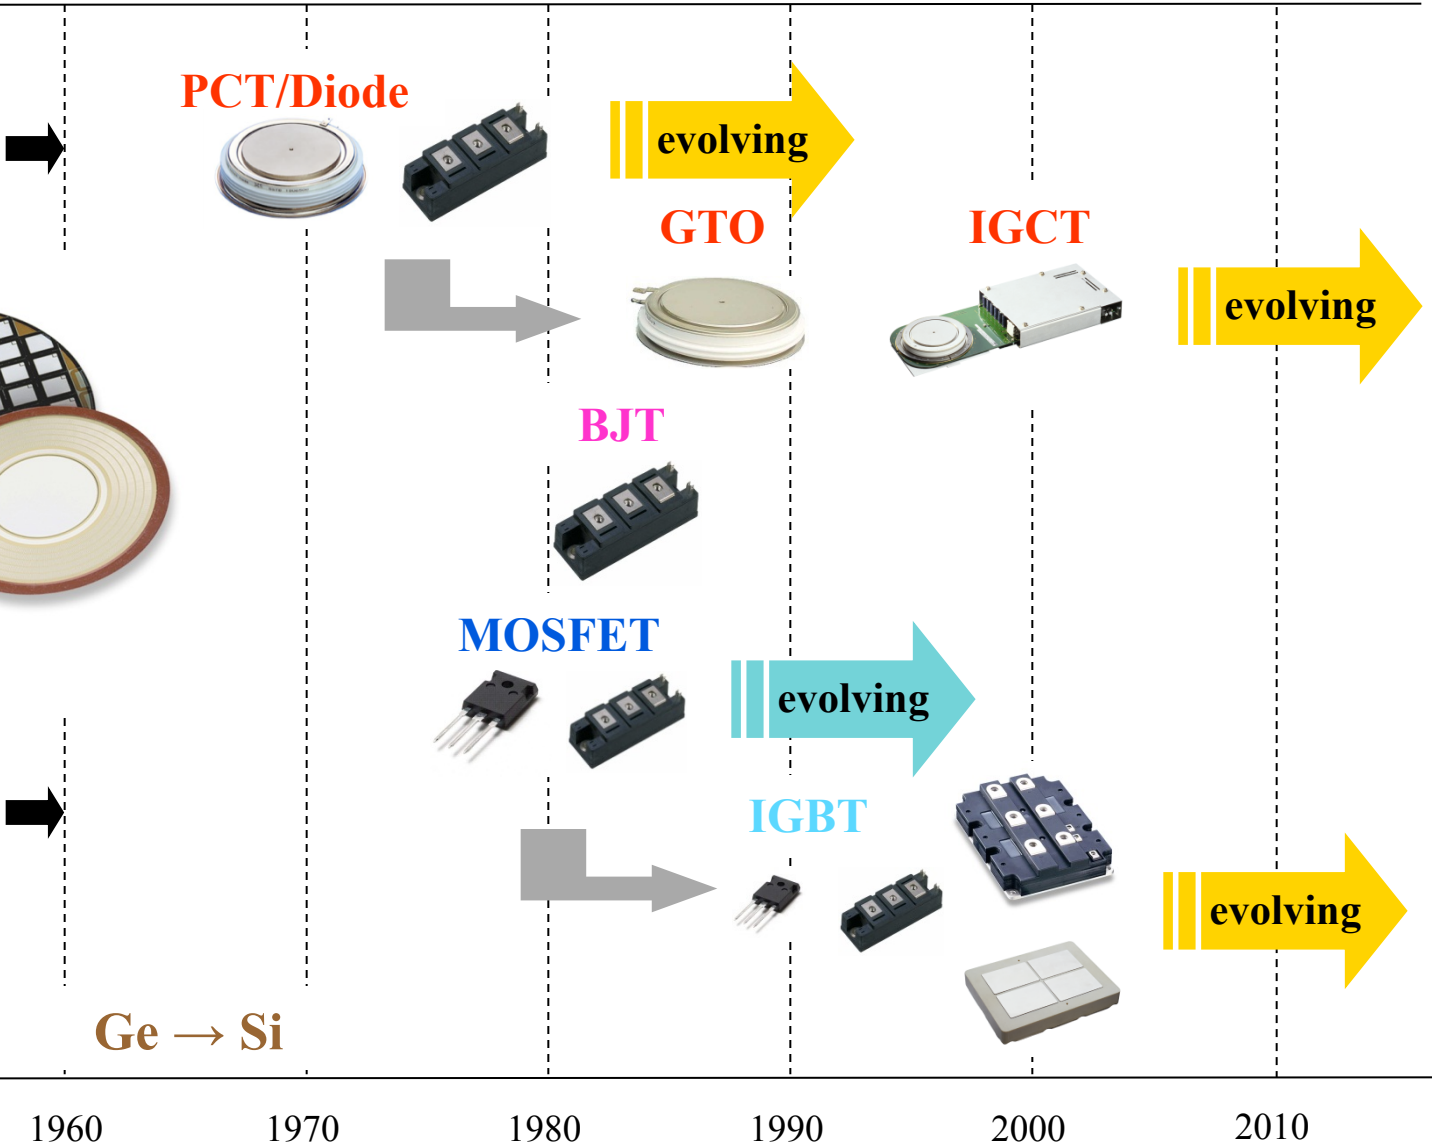 PCT/Diode
evolving
GTO
IGCT
evolving
BJT
MOSFET
evolving
IGBT
evolving
Ge → Si
1960
1970
1980
1990
2000
2010